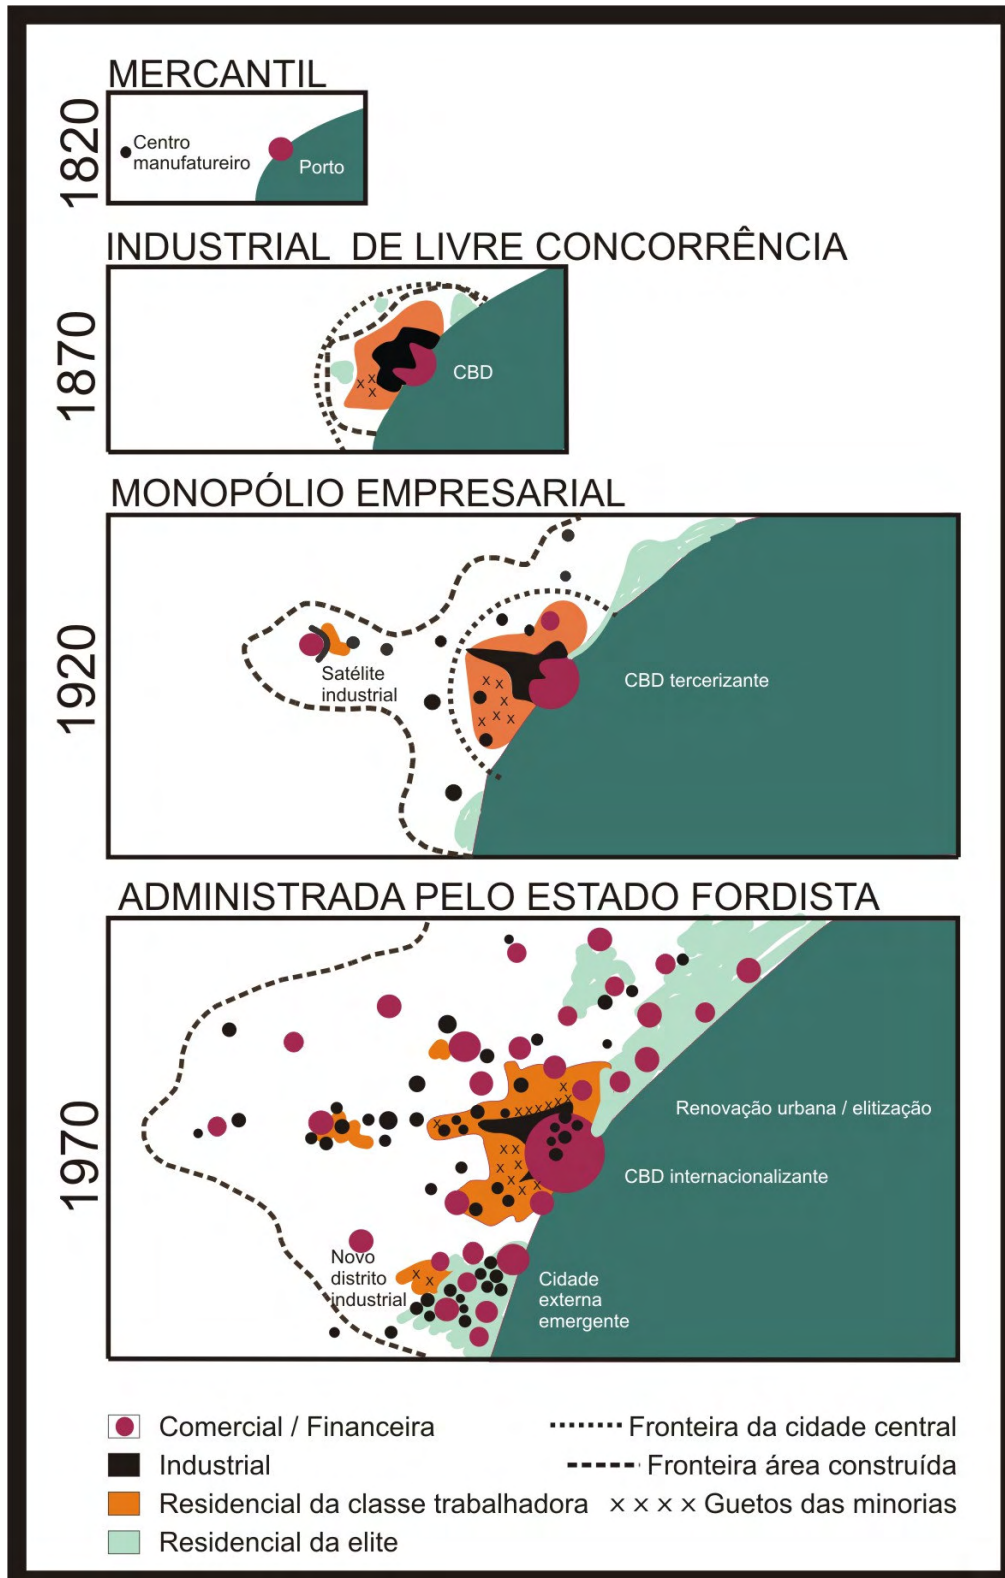 MERCANTIL
1820
Centro
manufatureiro
Porto
INDUSTRIAL DE LIVRE CONCORRÊNCIA
1870
CBD
x x
x x
MONOPÓLIO EMPRESARIAL
1920
Satélite
industrial
CBD tercerizante
ADMINISTRADA PELO ESTADO FORDISTA
1970
Renovação urbana / elitização
CBD internacionalizante
Novo
distrito
industrial
Cidade
externa
emergente
Comercial / Financeira
Fronteira da cidade central
Industrial
Fronteira área construída
Residencial da classe trabalhadora
x x x x Guetos das minorias
Residencial da elite